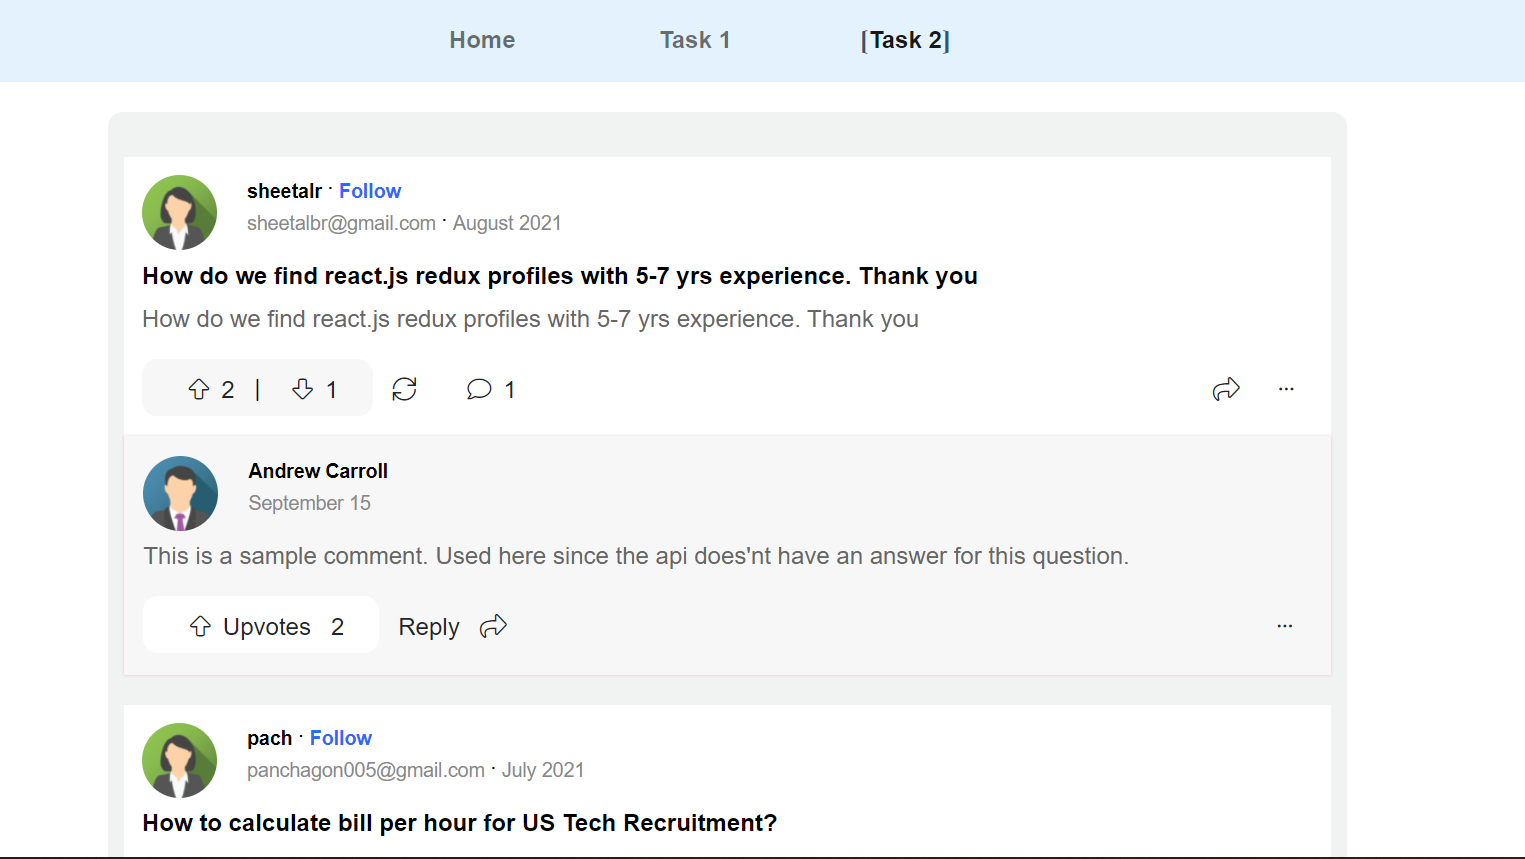 Home Task 1 [Task 2]
sheetalr · Follow
sheetalbr@gmail.com · August 2021
How do we find react.js redux profiles with 5-7 yrs experience. Thank you
How do we find react.js redux profiles with 5-7 yrs experience. Thank you
2 | 1 1
Andrew Carroll
September 15
This is a sample comment. Used here since the api does'nt have an answer for this question.
Upvotes 2 Reply
pach · Follow
panchagon005@gmail.com · July 2021
How to calculate bill per hour for US Tech Recruitment?